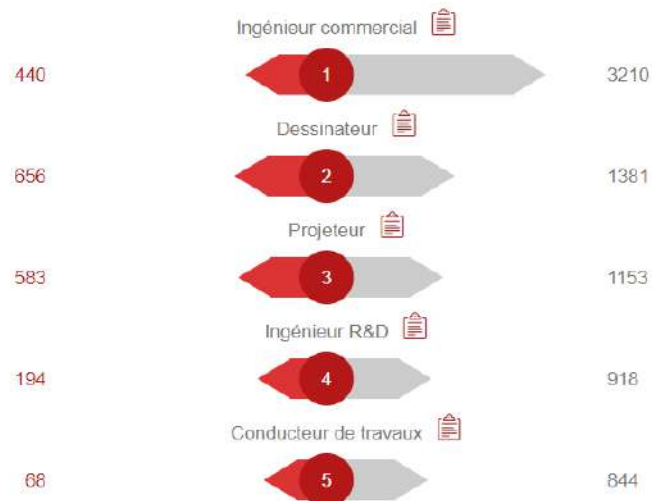 Ingénieur commercial
440 1 3210
Dessinateur
656 2 1381
Projeteur
583 3 1153
Ingénieur R&D
194 4 918
Conducteur de travaux
68 5 844